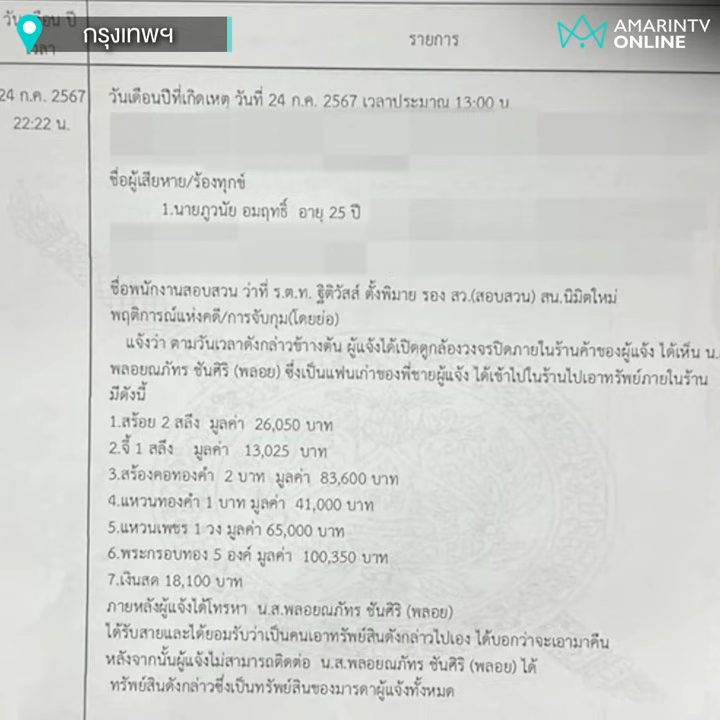 กรุงเทพฯ
AMARINTV
ONLINE
วันเดือน ปี
เวลา
รายการ
24 ก.ค. 2567
22:22 น.
วันเดือนปีที่เกิดเหตุ วันที่ 24 ก.ค. 2567 เวลาประมาณ 13:00 น.
ชื่อผู้เสียหาย/ร้องทุกข์
1.นายภูวนัย อมฤทธิ์ อายุ 25 ปี
ชื่อพนักงานสอบสวน ว่าที่ ร.ต.ท. ฐิติวัสส์ ตั้งพิมาย รอง สว.(สอบสวน) สน.นิมิตใหม่
พฤติการณ์แห่งคดี/การจับกุม(โดยย่อ)
แจ้งว่า ตามวันเวลาดังกล่าวข้างต้น ผู้แจ้งได้เปิดดูกล้องวงจรปิดภายในร้านค้าของผู้แจ้ง ได้เห็น น.
พลอยณภัทร ชันศิริ (พลอย) ซึ่งเป็นแฟนเก่าของพี่ชายผู้แจ้ง ได้เข้าไปในร้านไปเอาทรัพย์ภายในร้าน
มีดังนี้
1.สร้อย 2 สลึง มูลค่า 26,050 บาท
2.จี้ 1 สลึง มูลค่า 13,025 บาท
3.สร้องคอทองคำ 2 บาท มูลค่า 83,600 บาท
4.แหวนทองคำ 1 บาท มูลค่า 41,000 บาท
5.แหวนเพชร 1 วง มูลค่า 65,000 บาท
6.พระกรอบทอง 5 องค์ มูลค่า 100,350 บาท
7.เงินสด 18,100 บาท
ภายหลังผู้แจ้งได้โทรหา น.ส.พลอยณภัทร ชันศิริ (พลอย)
ได้รับสายและได้ยอมรับว่าเป็นคนเอาทรัพย์สินดังกล่าวไปเอง ได้บอกว่าจะเอามาคืน
หลังจากนั้นผู้แจ้งไม่สามารถติดต่อ น.ส.พลอยณภัทร ชันศิริ (พลอย) ได้
ทรัพย์สินดังกล่าวซึ่งเป็นทรัพย์สินของมารดาผู้แจ้งทั้งหมด